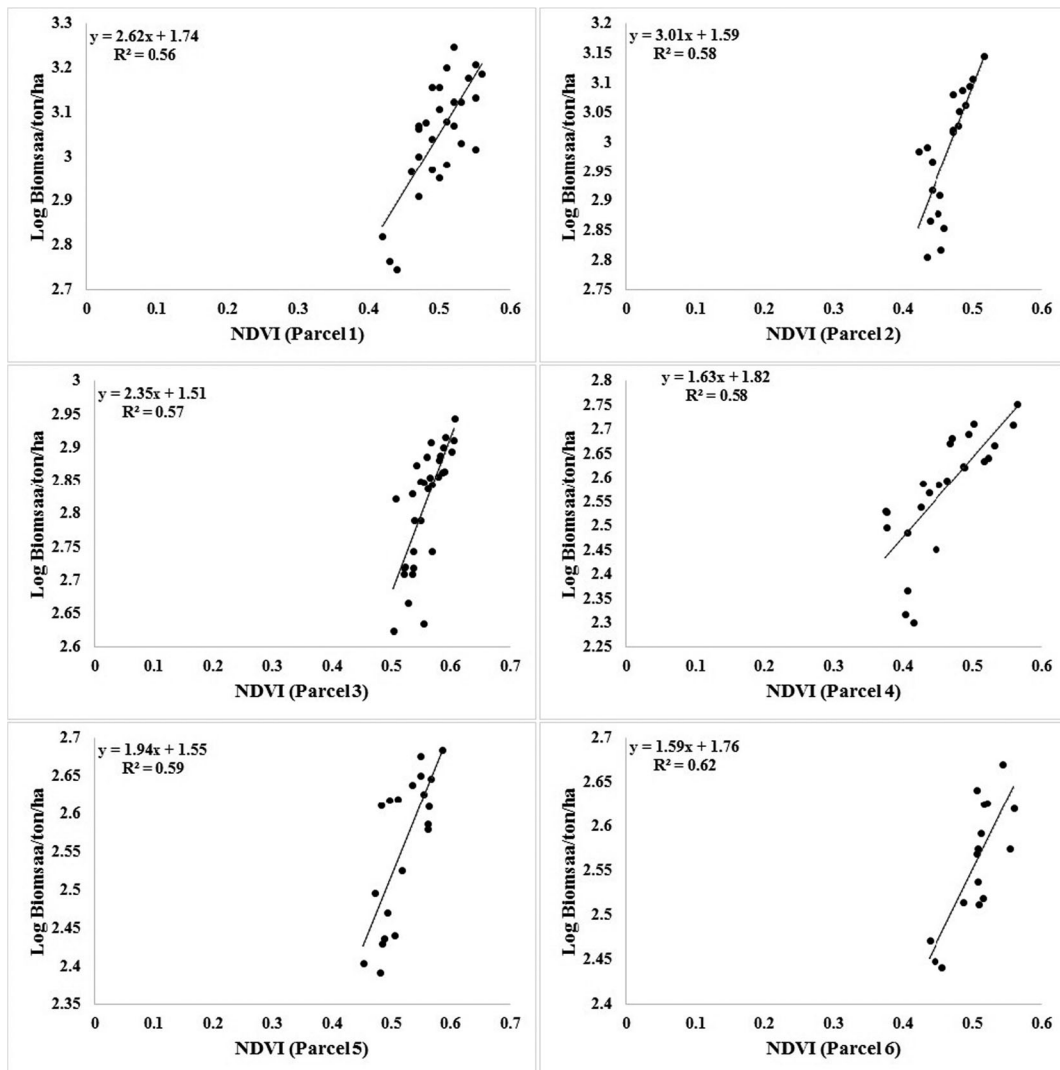 y = 2.62x + 1.74
R² = 0.56
Log Biomsaa/ton/ha
3.3
3.2
3.1
3
2.9
2.8
2.7
0 0.1 0.2 0.3 0.4 0.5 0.6
NDVI (Parcel 1)
y = 3.01x + 1.59
R² = 0.58
Log Biomsaa/ton/ha
3.2
3.15
3.1
3.05
3
2.95
2.9
2.85
2.8
2.75
0 0.1 0.2 0.3 0.4 0.5 0.6
NDVI (Parcel 2)
y = 2.35x + 1.51
R² = 0.57
Log Biomsaa/ton/ha
3
2.95
2.9
2.85
2.8
2.75
2.7
2.65
2.6
0 0.1 0.2 0.3 0.4 0.5 0.6 0.7
NDVI (Parcel 3)
y = 1.63x + 1.82
R² = 0.58
Log Biomsaa/ton/ha
2.8
2.75
2.7
2.65
2.6
2.55
2.5
2.45
2.4
2.35
2.3
2.25
0 0.1 0.2 0.3 0.4 0.5 0.6
NDVI (Parcel 4)
y = 1.94x + 1.55
R² = 0.59
Log Biomsaa/ton/ha
2.7
2.65
2.6
2.55
2.5
2.45
2.4
2.35
0 0.1 0.2 0.3 0.4 0.5 0.6 0.7
NDVI (Parcel 5)
y = 1.59x + 1.76
R² = 0.62
Log Biomsaa/ton/ha
2.7
2.65
2.6
2.55
2.5
2.45
2.4
0 0.1 0.2 0.3 0.4 0.5 0.6
NDVI (Parcel 6)